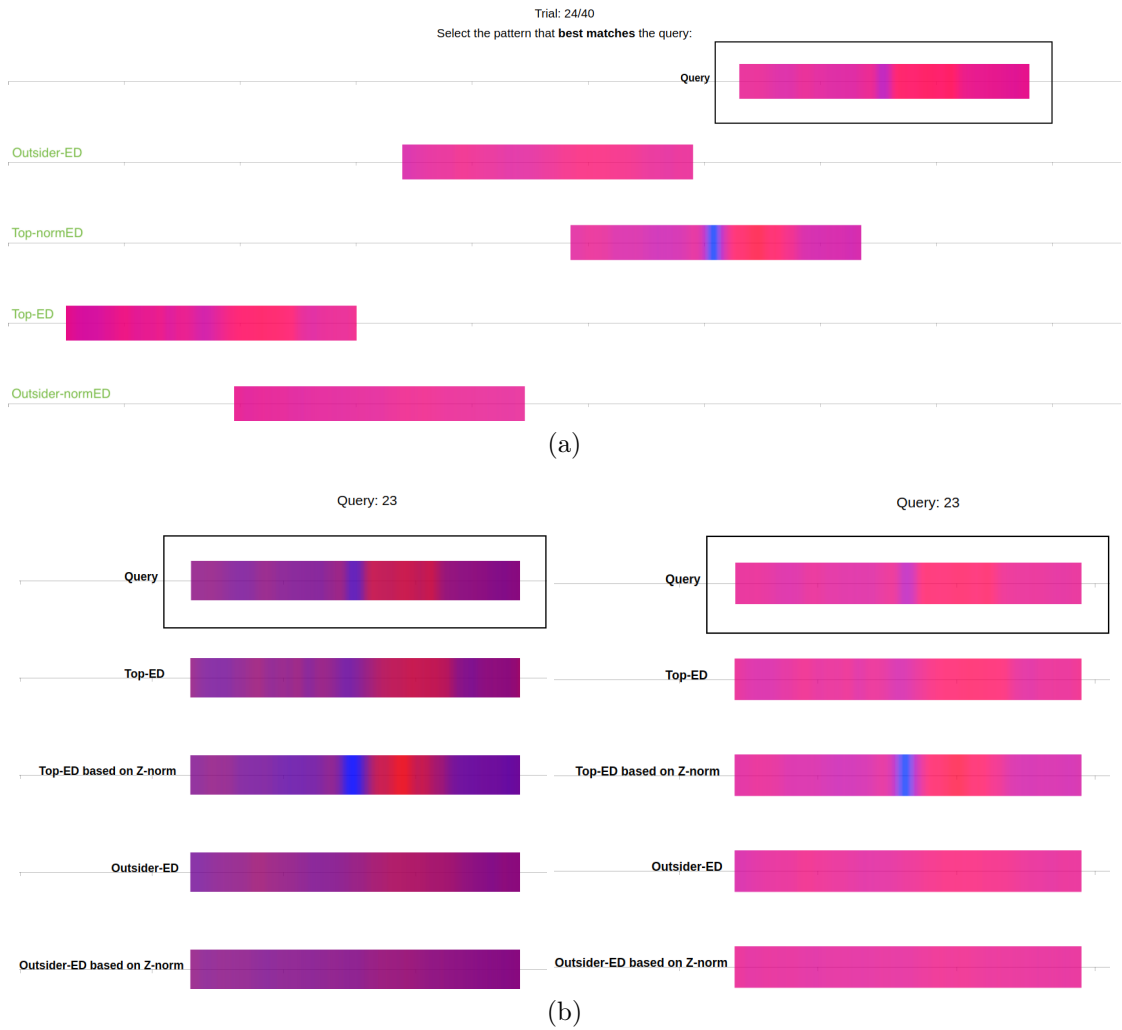 Trial: 24/40
Select the pattern that best matches the query:
Query
Outsider-ED
Top-normED
Top-ED
Outsider-normED
(a)
Query: 23
Query
Top-ED
Top-ED based on Z-norm
Outsider-ED
Outsider-ED based on Z-norm
Query: 23
Query
Top-ED
Top-ED based on Z-norm
Outsider-ED
Outsider-ED based on Z-norm
(b)